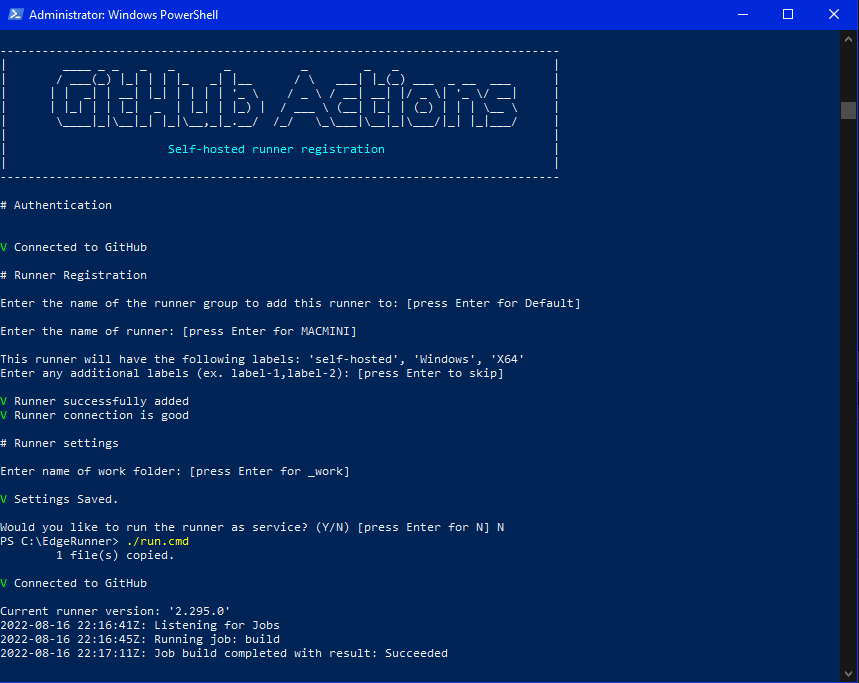 Administrator: Windows PowerShell
GitHub Actions
Self-hosted runner registration
# Authentication
V Connected to GitHub
# Runner Registration
Enter the name of the runner group to add this runner to: [press Enter for Default]
Enter the name of runner: [press Enter for MACMINI]
This runner will have the following labels: 'self-hosted', 'Windows', 'X64'
Enter any additional labels (ex. label-1,label-2): [press Enter to skip]
V Runner successfully added
V Runner connection is good
# Runner settings
Enter name of work folder: [press Enter for _work]
V Settings Saved.
Would you like to run the runner as service? (Y/N) [press Enter for N] N
PS C:\EdgeRunner> ./run.cmd
1 file(s) copied.
V Connected to GitHub
Current runner version: '2.295.0'
2022-08-16 22:16:41Z: Listening for Jobs
2022-08-16 22:16:45Z: Running job: build
2022-08-16 22:17:11Z: Job build completed with result: Succeeded